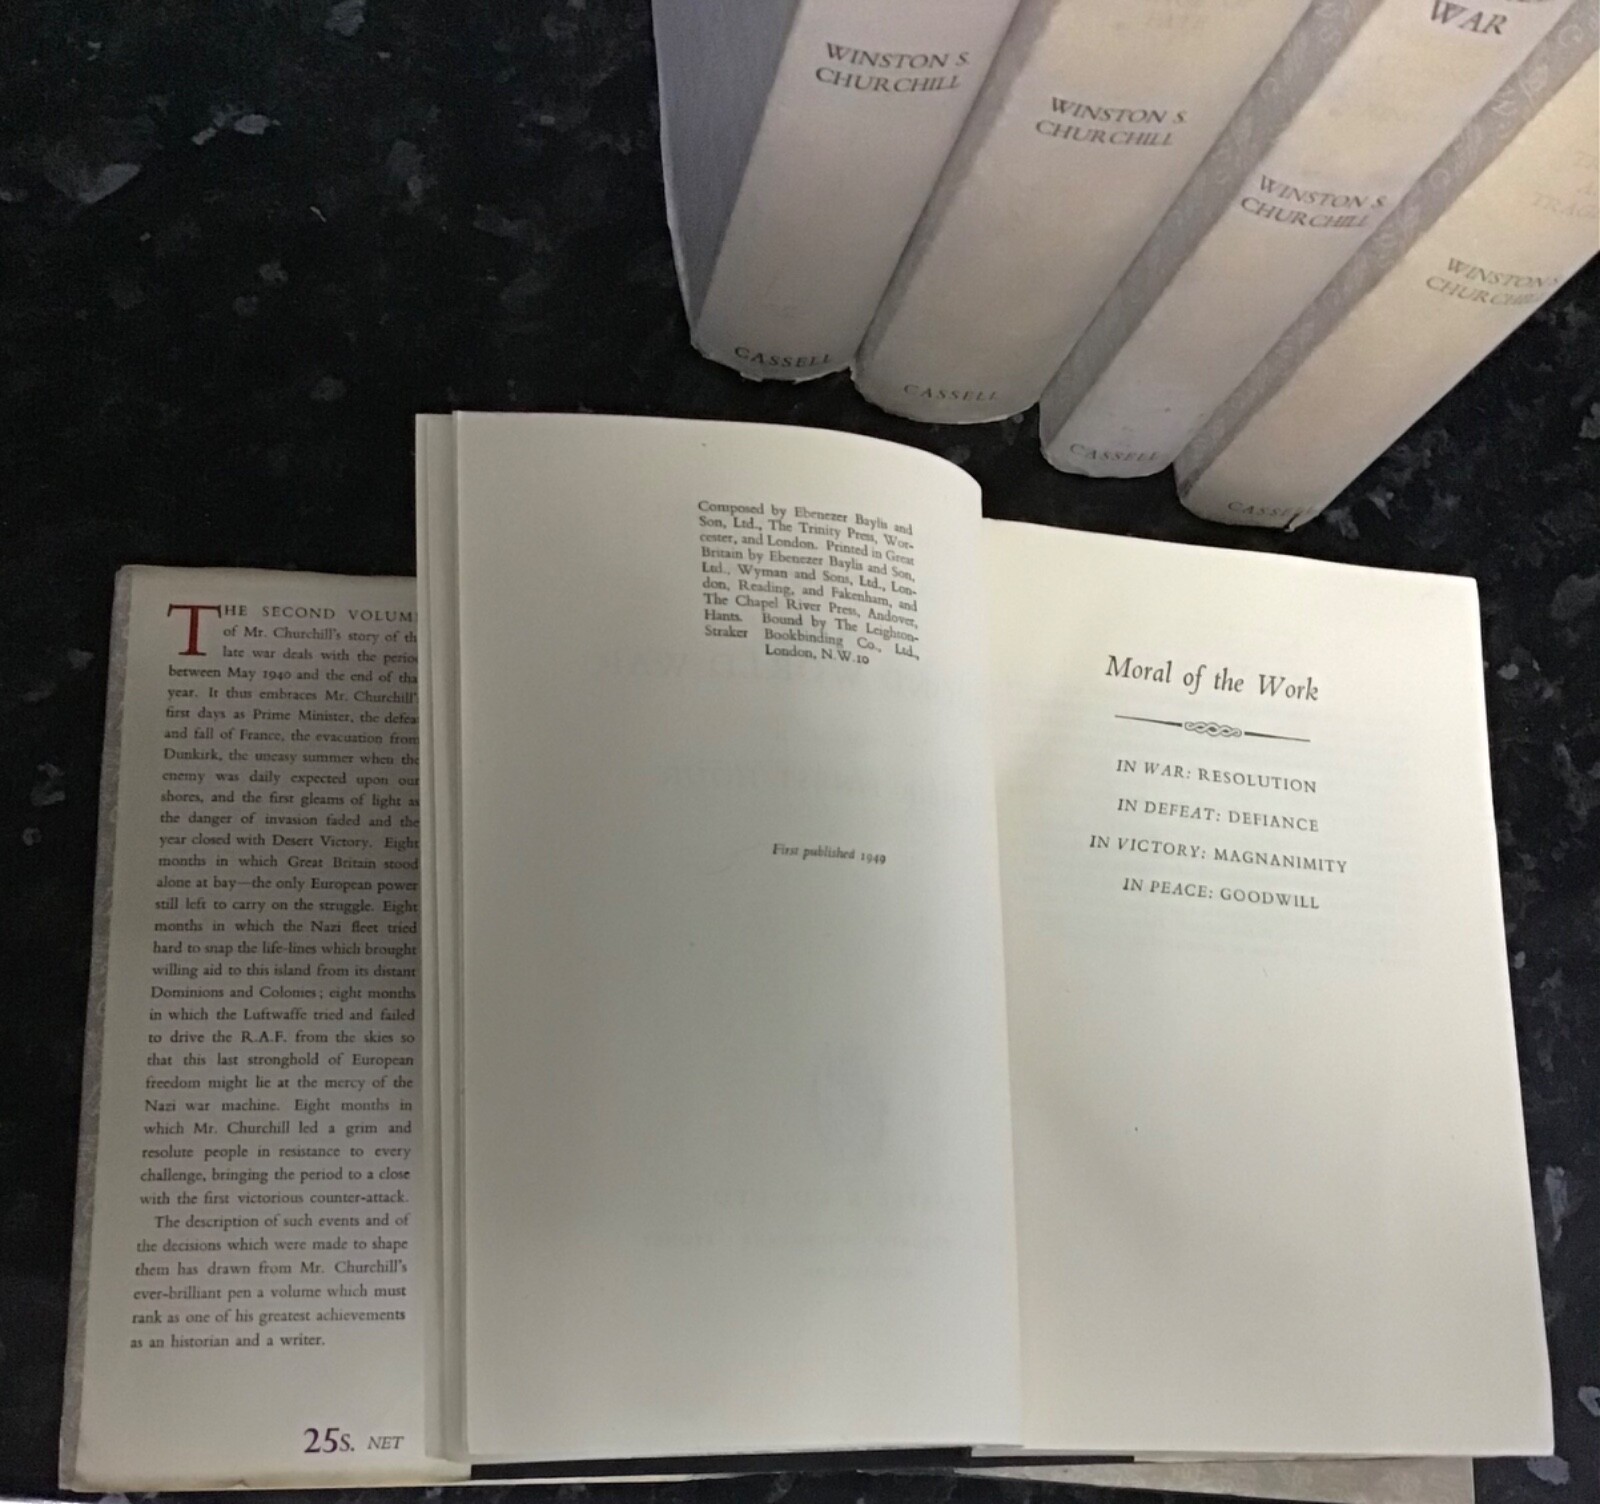 WAR
WINSTON S.
CHURCHILL
CASSELL
WINSTON S.
CHURCHILL
CASSELL
WINSTON S.
CHURCHILL
CASSELL
WINSTON S.
CHURCHILL
CASSELL
THE SECOND VOLUM
of Mr. Churchill's story of th
late war deals with the perio
between May 1940 and the end of tha
year. It thus embraces Mr. Churchill'
first days as Prime Minister, the defea
and fall of France, the evacuation from
Dunkirk, the uneasy summer when the
enemy was daily expected upon our
shores, and the first gleams of light as
the danger of invasion faded and the
year closed with Desert Victory. Eight
months in which Great Britain stood
alone at bay—the only European power
still left to carry on the struggle. Eight
months in which the Nazi fleet tried
hard to snap the life-lines which brought
willing aid to this island from its distant
Dominions and Colonies; eight months
in which the Luftwaffe tried and failed
to drive the R.A.F. from the skies so
that this last stronghold of European
freedom might lie at the mercy of the
Nazi war machine. Eight months in
which Mr. Churchill led a grim and
resolute people in resistance to every
challenge, bringing the period to a close
with the first victorious counter-attack.
The description of such events and of
the decisions which were made to shape
them has drawn from Mr. Churchill's
ever-brilliant pen a volume which must
rank as one of his greatest achievements
as an historian and a writer.
25s. NET
Composed by Ebenezer Baylis and
Son, Ltd., The Trinity Press, Wor-
cester, and London. Printed in Great
Britain by Ebenezer Baylis and Son,
Ltd., Wyman and Sons, Ltd., Lon-
don, Reading, and Fakenham, and
The Chapel River Press, Andover,
Hants. Bound by The Leighton-
Straker Bookbinding Co., Ltd.,
London, N.W.10
First published 1949
Moral of the Work
IN WAR: RESOLUTION
IN DEFEAT: DEFIANCE
IN VICTORY: MAGNANIMITY
IN PEACE: GOODWILL